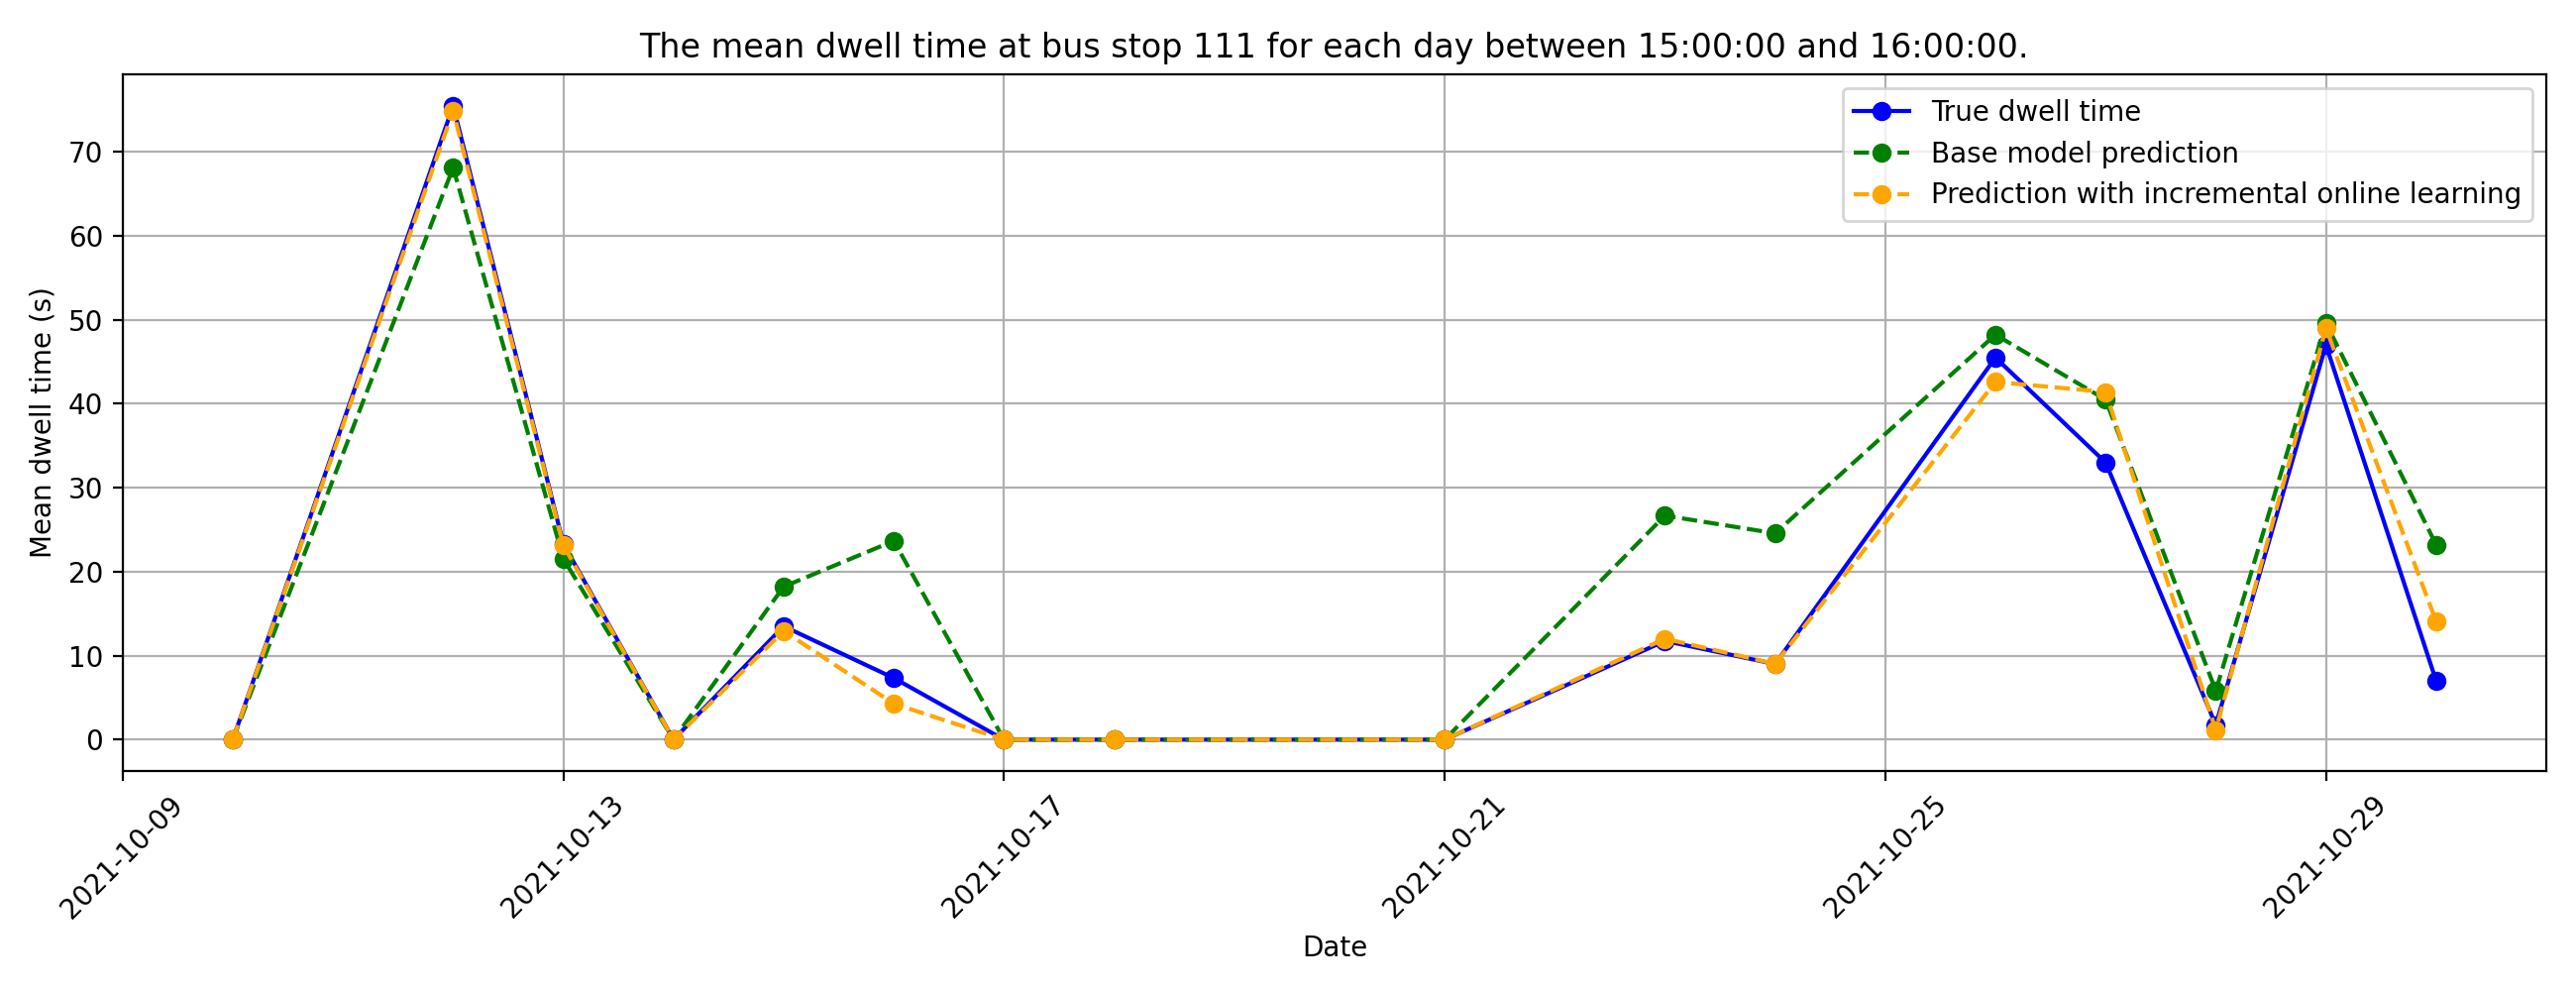 The mean dwell time at bus stop 111 for each day between 15:00:00 and 16:00:00.
True dwell time
Base model prediction
Prediction with incremental online learning
Mean dwell time (s)
70
60
50
40
30
20
10
0
2021-10-09
2021-10-13
2021-10-17
2021-10-21
2021-10-25
2021-10-29
Date